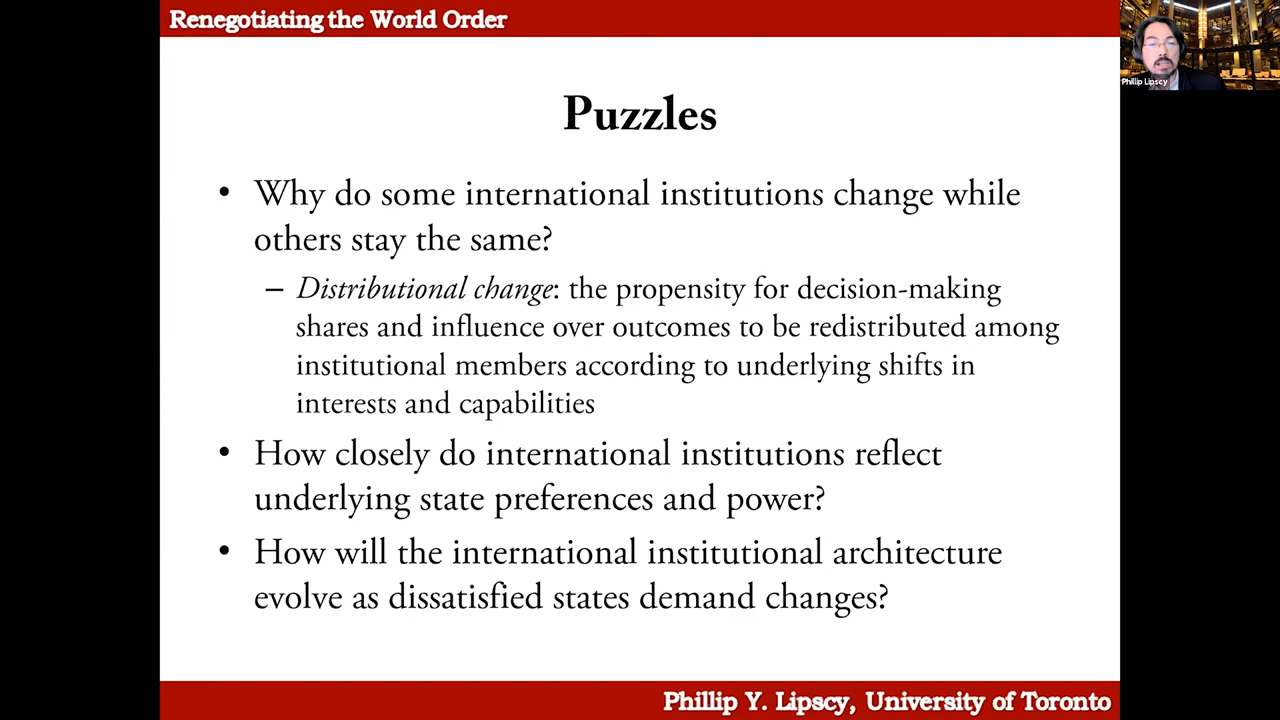 Renegotiating the World Order
Phillip Lipscy
Puzzles
• Why do some international institutions change while
others stay the same?
– Distributional change: the propensity for decision-making
shares and influence over outcomes to be redistributed among
institutional members according to underlying shifts in
interests and capabilities
• How closely do international institutions reflect
underlying state preferences and power?
• How will the international institutional architecture
evolve as dissatisfied states demand changes?
Phillip Y. Lipscy, University of Toronto